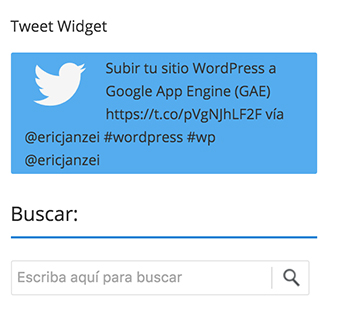 Tweet Widget
Subir tu sitio WordPress a
Google App Engine (GAE)
https://t.co/pVgNJhLF2F vía
@ericjanzei #wordpress #wp
@ericjanzei
Buscar:
Escriba aquí para buscar